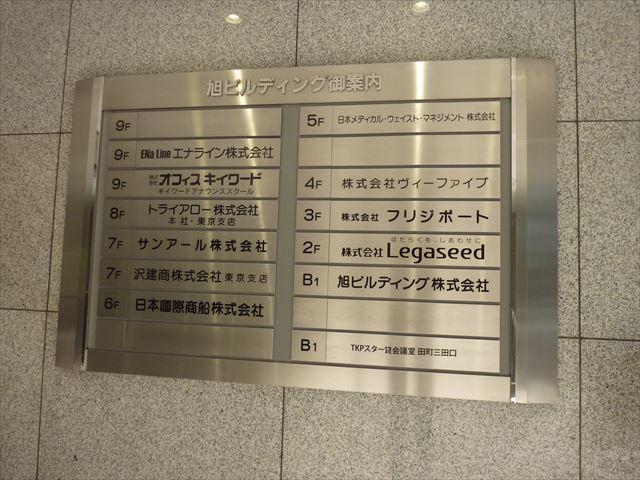 旭ビルディング御案内
9F
9F ENa Line エナライン株式会社
9F 株式会社 オフィスキイワード
キイワードアナウンススクール
8F トライアロー株式会社
本社・東京支店
7F サンアール株式会社
7F 沢建商株式会社 東京支店
6F 日本國際商船株式会社
5F 日本メディカル・ウェイスト・マネジメント 株式会社
4F 株式会社ヴィーファイブ
3F 株式会社 フリジポート
はたらくを、しあわせに
2F 株式会社 Legaseed
B1 旭ビルディング株式会社
B1 TKPスター貸会議室 田町三田口